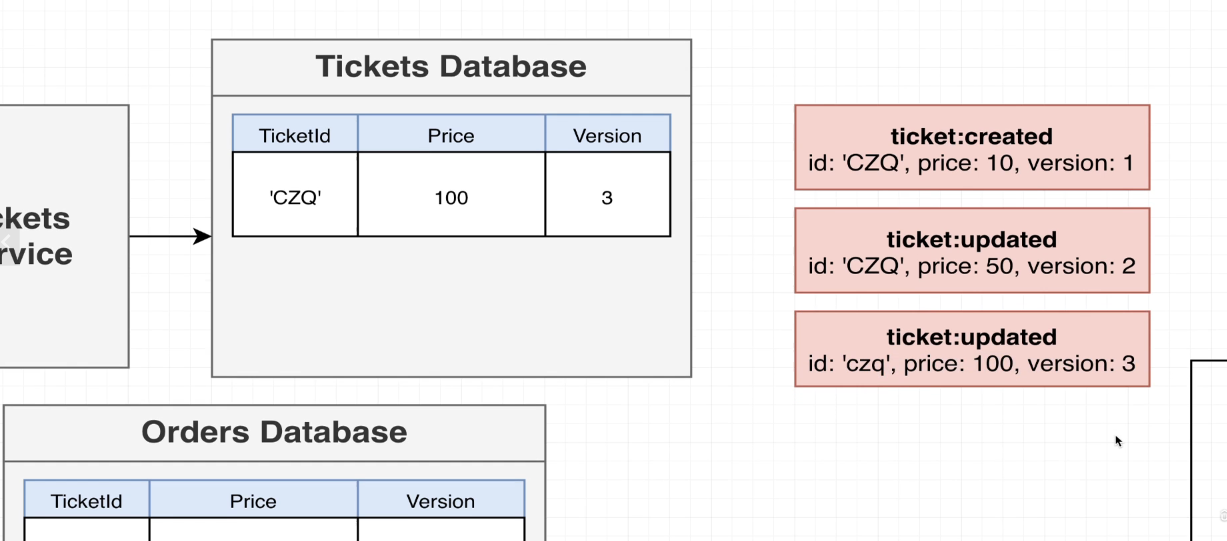 Tickets Database
TicketId Price Version
'CZQ' 100 3
ckets
rvice
ticket:created
id: 'CZQ', price: 10, version: 1
ticket:updated
id: 'CZQ', price: 50, version: 2
ticket:updated
id: 'czq', price: 100, version: 3
Orders Database
TicketId Price Version